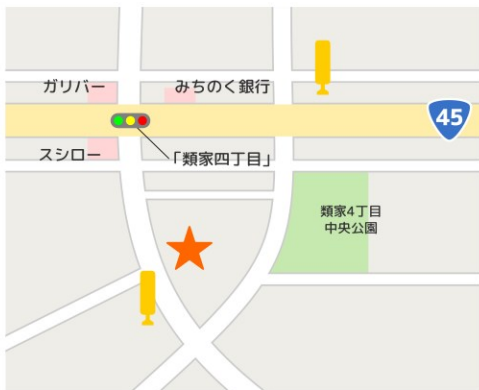 ガリバー
みちのく銀行
45
スシロー
「類家四丁目」
類家4丁目
中央公園